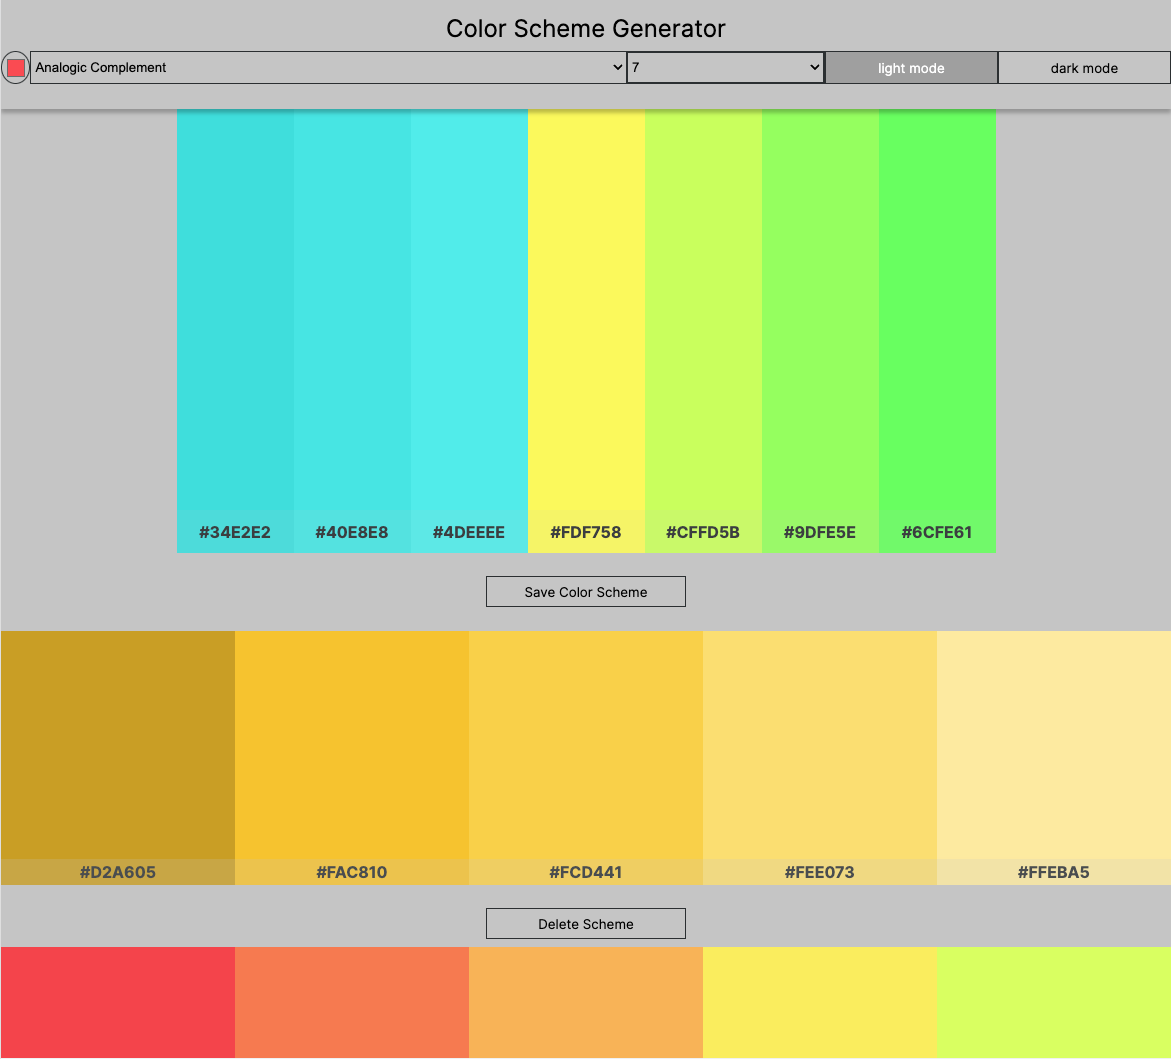 Color Scheme Generator
Analogic Complement 7 light mode dark mode
#34E2E2 #40E8E8 #4DEEEE #FDF758 #CFFD5B #9DFE5E #6CFE61
Save Color Scheme
#D2A605 #FAC810 #FCD441 #FEE073 #FFEBA5
Delete Scheme